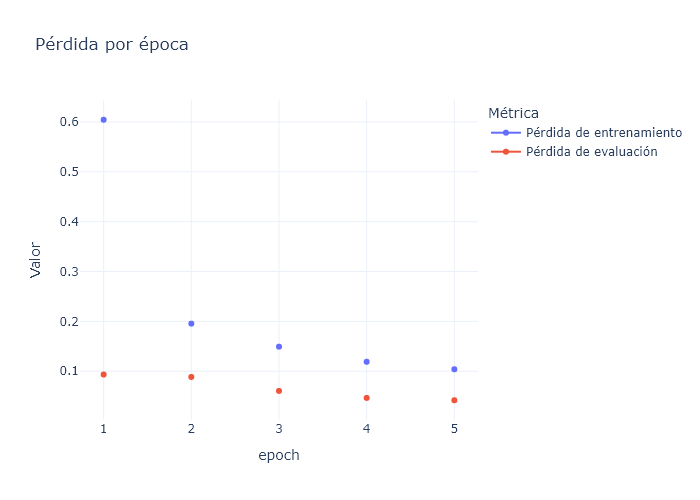 Pérdida por época
Métrica
Pérdida de entrenamiento
Pérdida de evaluación
Valor
0.6
0.5
0.4
0.3
0.2
0.1
1 2 3 4 5
epoch